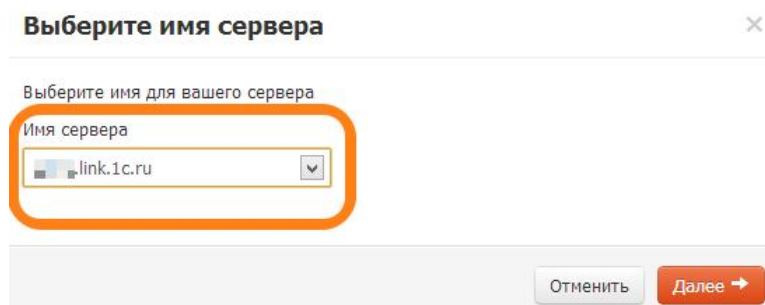 Выберите имя сервера
Выберите имя для вашего сервера
Имя сервера
.link.1c.ru
Отменить
Далее